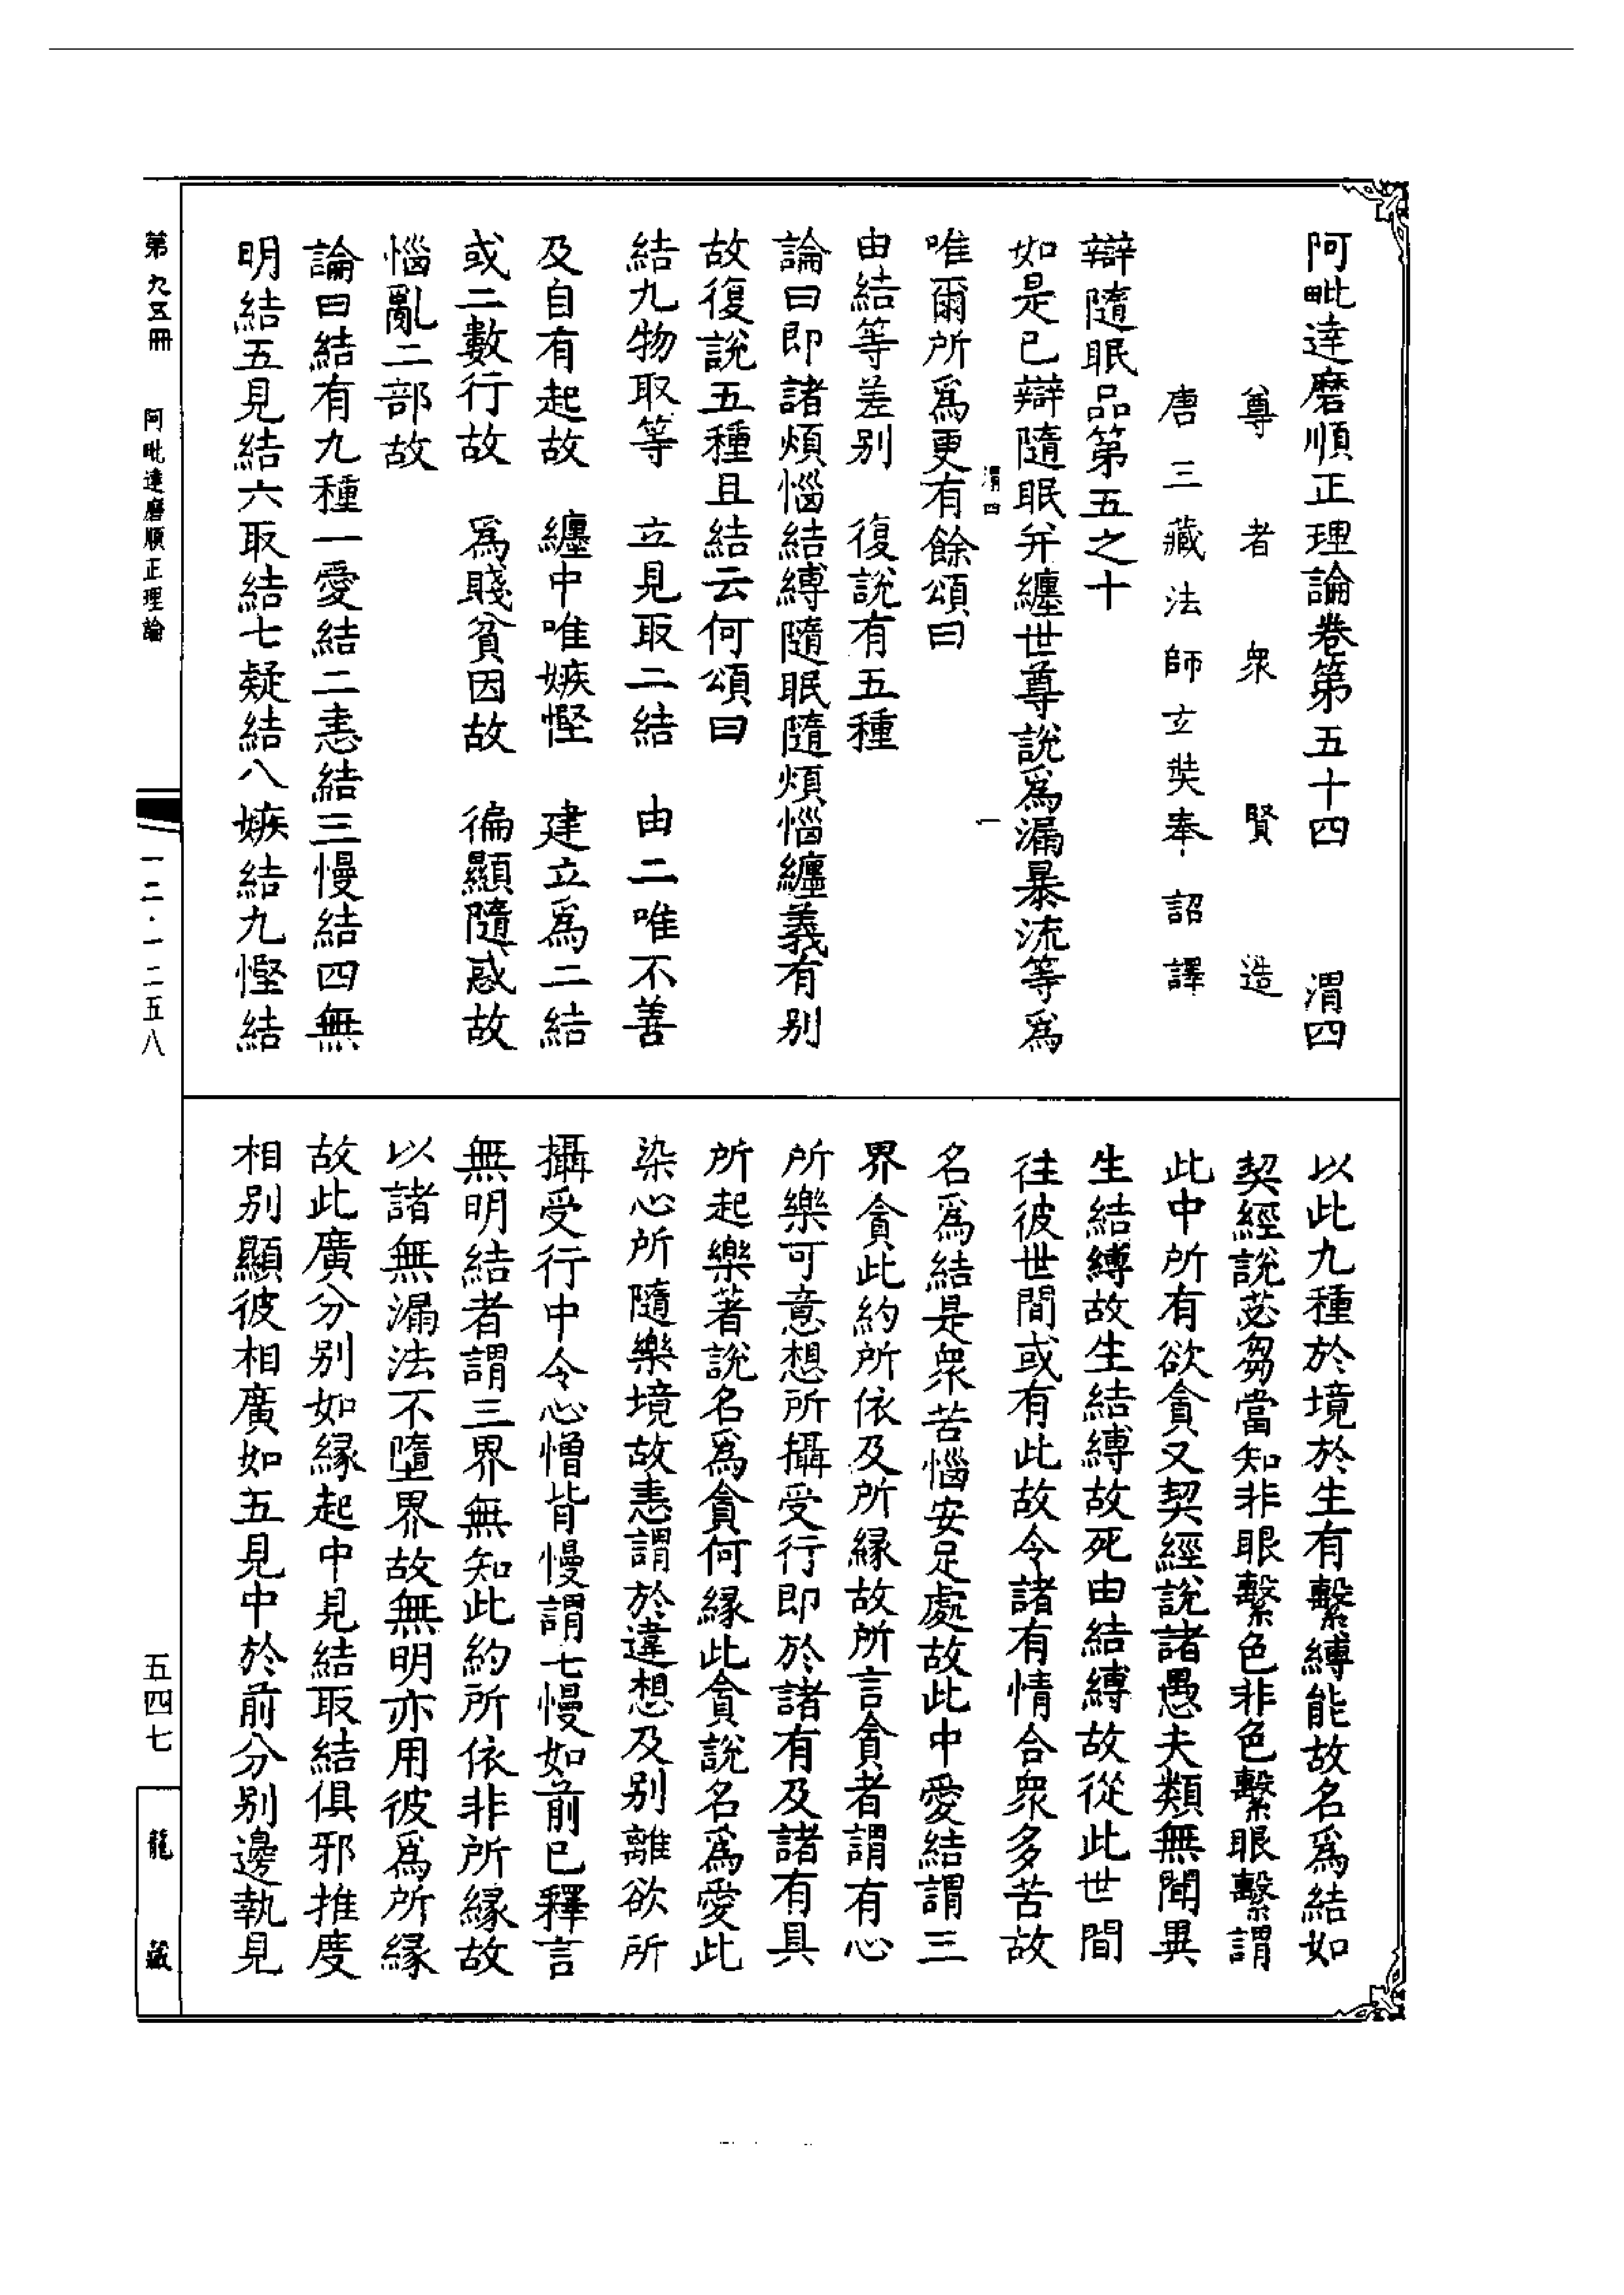 阿毗達磨順正理論卷第五十四　渭四
尊者衆賢造
唐三藏法師玄奘奉詔譯
辯隨眠品第五之十
如是已辯隨眠并纏世尊說爲漏暴流等爲
渭四　一
唯爾所爲更有餘頌曰
由結等差别　復說有五種
論曰即諸煩惱結縛隨眠隨煩惱纏義有别
故復說五種且結云何頌曰
結九物取等　立見取二結　由二唯不善
及自有起故　纏中唯嫉慳　建立爲二結
或二數行故　爲賤貧因故　徧顯隨惑故
惱亂二部故
論曰結有九種一愛結二恚結三慢結四無
明結五見結六取結七疑結八嫉結九慳結
以此九種於境於生有繫縛能故名爲結如
契經說苾芻當知非眼繫色非色繫眼繫謂
此中所有欲貪又契經說諸愚夫類無聞異
生結縛故生結縛故死由結縛故從此世間
往彼世間或有此故令諸有情合衆多苦故
名爲結是衆苦惱安足處故此中愛結謂三
界貪此約所依及所緣故所言貪者謂有心
所樂可意想所攝受行即於諸有及諸有具
所起樂著說名爲貪何緣此貪說名爲愛此
染心所隨樂境故恚謂於違想及别離欲所
攝受行中令心憎背慢謂七慢如前已釋言
無明結者謂三界無知此約所依非所緣故
以諸無漏法不墮界故無明亦用彼爲所緣
故此廣分别如緣起中見結取結俱邪推度
相别顯彼相廣如五見中於前分别邊執見
第九五冊　阿毗達磨順正理論　一二·一二五八　五四七　龍藏